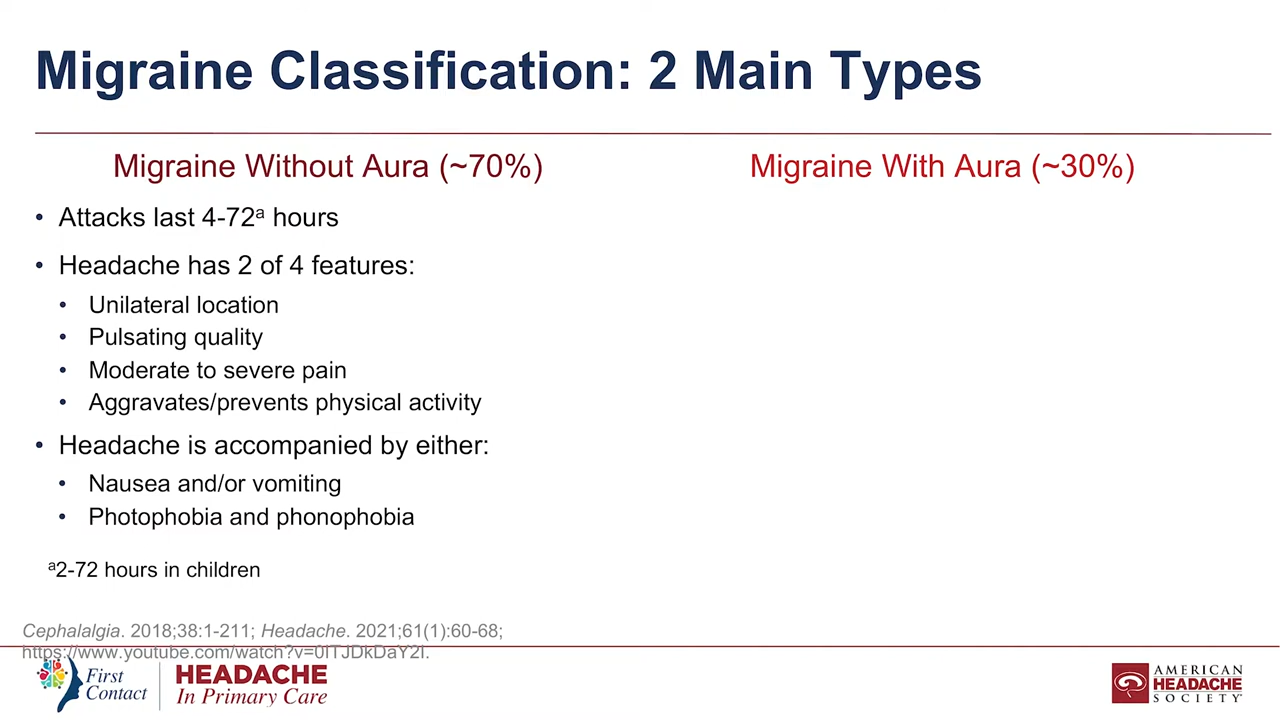 Migraine Classification: 2 Main Types
Migraine Without Aura (~70%)
• Attacks last 4-72ª hours
• Headache has 2 of 4 features:
• Unilateral location
• Pulsating quality
• Moderate to severe pain
• Aggravates/prevents physical activity
• Headache is accompanied by either:
• Nausea and/or vomiting
• Photophobia and phonophobia
ª2-72 hours in children
Migraine With Aura (~30%)
Cephalalgia. 2018;38:1-211; Headache. 2021;61(1):60-68;
First
Contact
HEADACHE
In Primary Care
AMERICAN
HEADACHE
SOCIETY